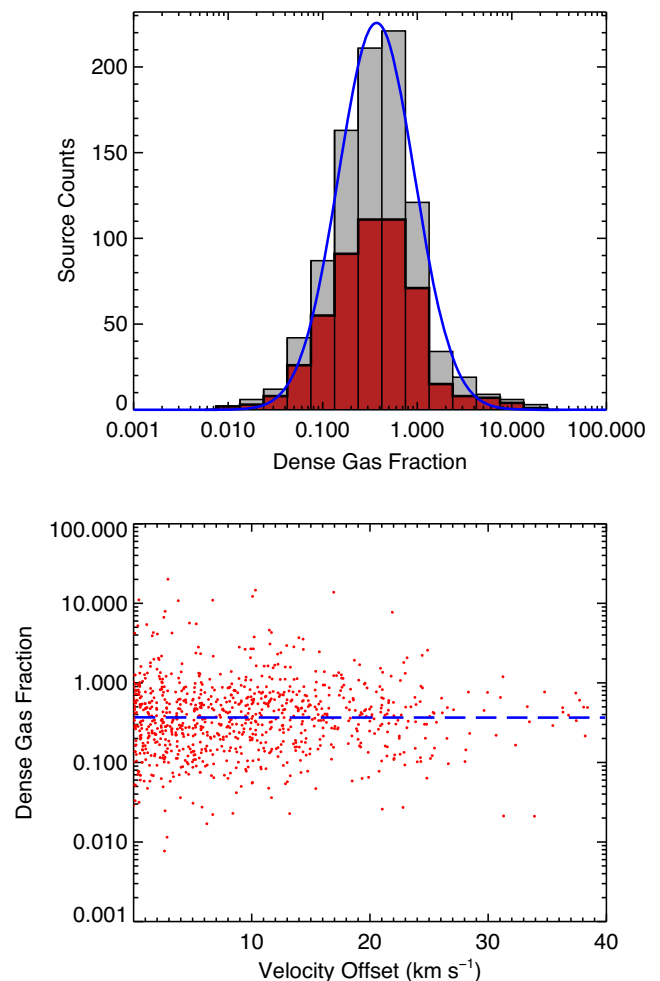 200
150
100
50
0
Source Counts
0.001 0.010 0.100 1.000 10.000 100.000
Dense Gas Fraction
100.000
10.000
1.000
0.100
0.010
0.001
Dense Gas Fraction
10 20 30 40
Velocity Offset (km s⁻¹)